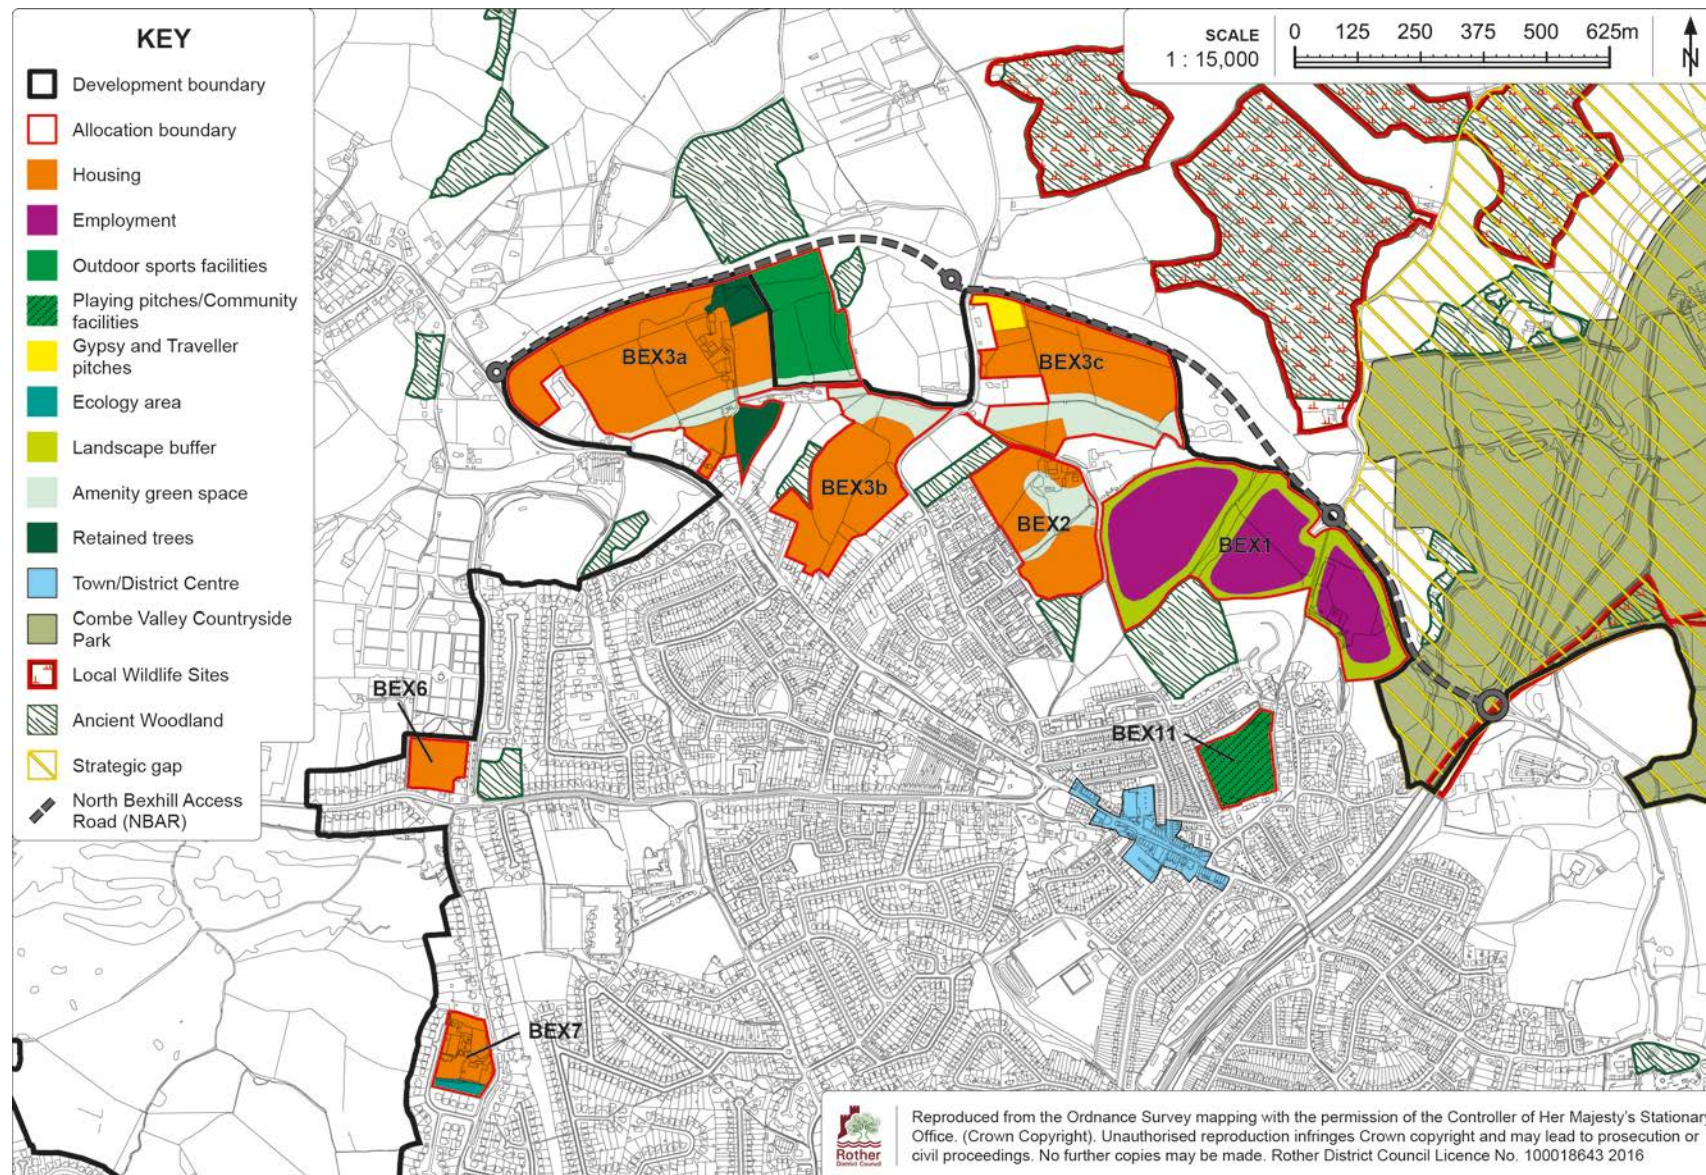 KEY
Development boundary
Allocation boundary
Housing
Employment
Outdoor sports facilities
Playing pitches/Community
facilities
Gypsy and Traveller
pitches
Ecology area
Landscape buffer
Amenity green space
Retained trees
Town/District Centre
Combe Valley Countryside
Park
Local Wildlife Sites
Ancient Woodland
Strategic gap
North Bexhill Access
Road (NBAR)
SCALE
1 : 15,000
0 125 250 375 500 625m
N
BEX3a
BEX3c
BEX3b
BEX2
BEX1
BEX6
BEX11
BEX7
Rother
District Council
Reproduced from the Ordnance Survey mapping with the permission of the Controller of Her Majesty's Stationary
Office. (Crown Copyright). Unauthorised reproduction infringes Crown copyright and may lead to prosecution or
civil proceedings. No further copies may be made. Rother District Council Licence No. 100018643 2016